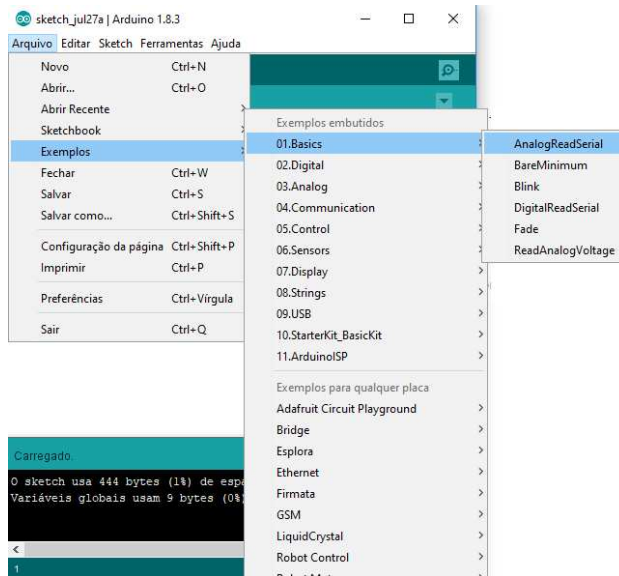 sketch_jul27a | Arduino 1.8.3
Arquivo Editar Sketch Ferramentas Ajuda
Novo Ctrl+N
Abrir... Ctrl+O
Abrir Recente
Sketchbook
Exemplos
Fechar Ctrl+W
Salvar Ctrl+S
Salvar como... Ctrl+Shift+S
Configuração da página Ctrl+Shift+P
Imprimir Ctrl+P
Preferências Ctrl+Vírgula
Sair Ctrl+Q
Exemplos embutidos
01.Basics
02.Digital
03.Analog
04.Communication
05.Control
06.Sensors
07.Display
08.Strings
09.USB
10.StarterKit_BasicKit
11.ArduinoISP
Exemplos para qualquer placa
Adafruit Circuit Playground
Bridge
Esplora
Ethernet
Firmata
GSM
LiquidCrystal
Robot Control
AnalogReadSerial
BareMinimum
Blink
DigitalReadSerial
Fade
ReadAnalogVoltage
Carregado.
O sketch usa 444 bytes (1%) de espa
Variáveis globais usam 9 bytes (0%
1